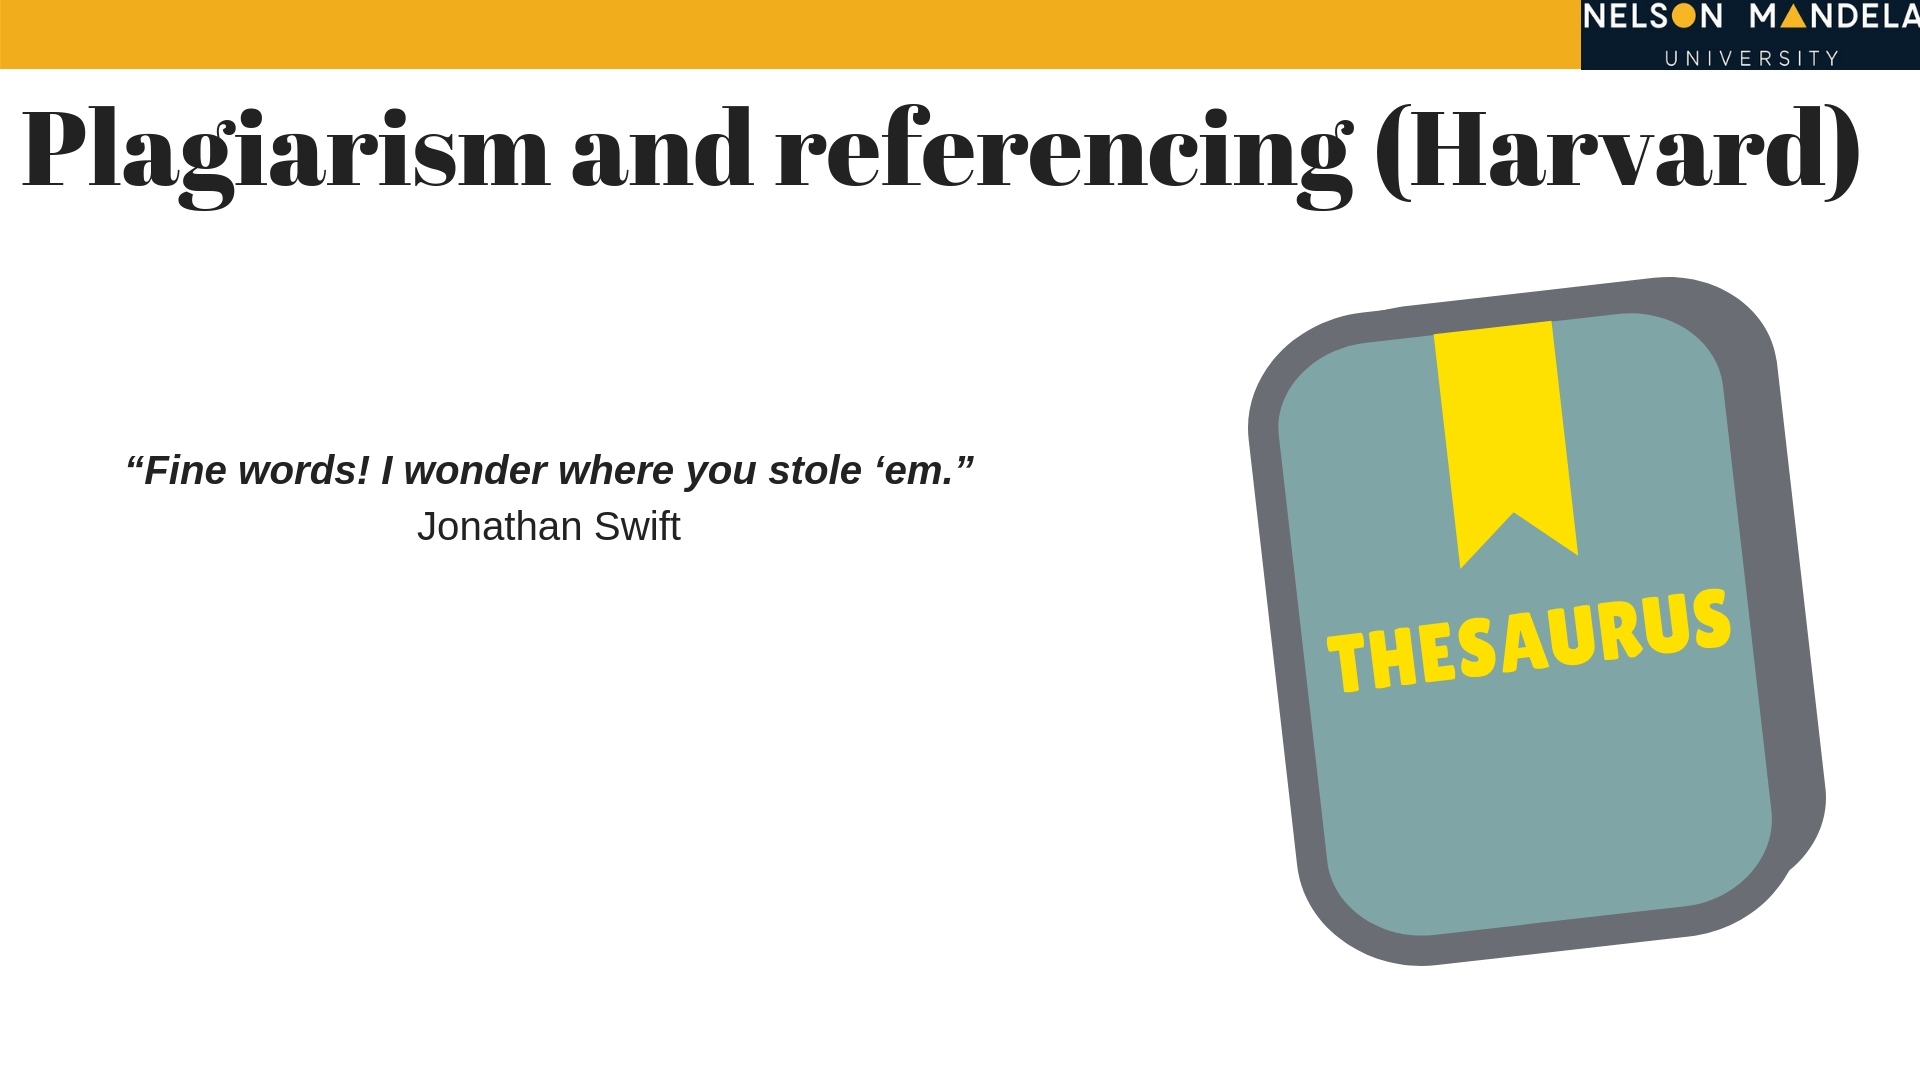 NELSON MANDELA
UNIVERSITY
Plagiarism and referencing (Harvard)
“Fine words! I wonder where you stole ‘em.”
Jonathan Swift
THESAURUS